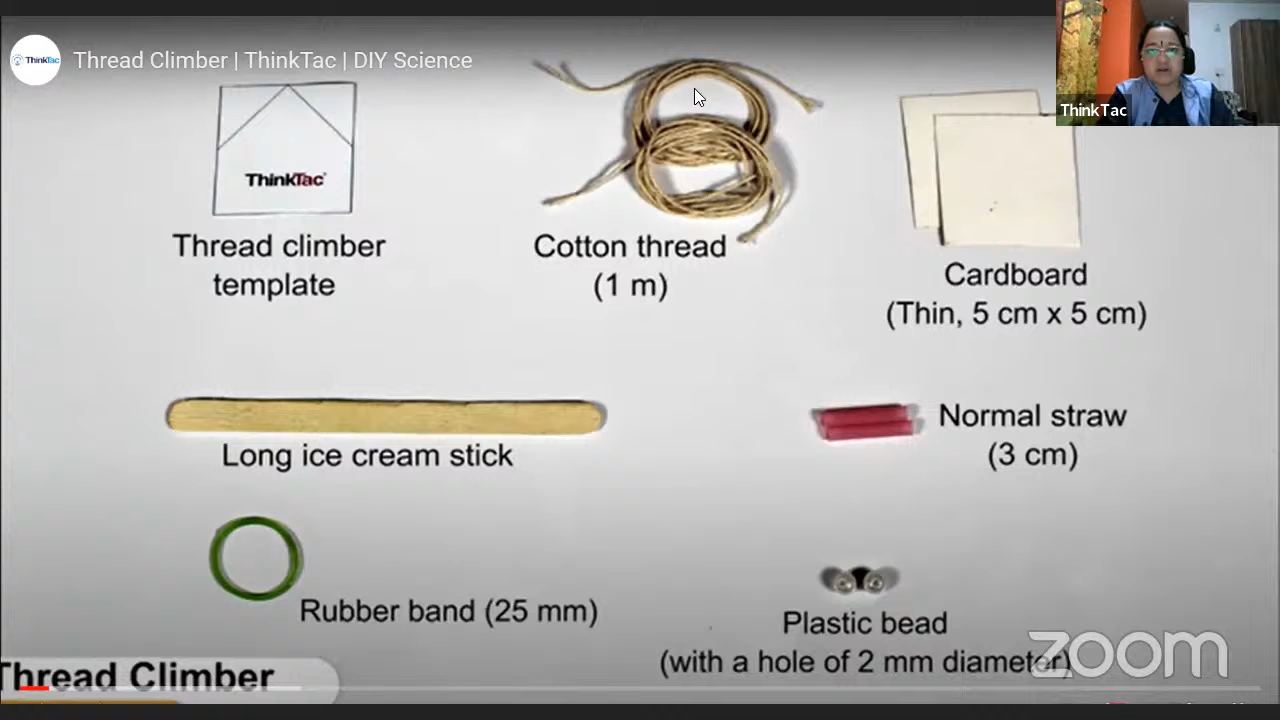 ThinkTac
Thread Climber | ThinkTac | DIY Science
ThinkTac
ThinkTac
Thread climber
template
Cotton thread
(1 m)
Cardboard
(Thin, 5 cm x 5 cm)
Long ice cream stick
Normal straw
(3 cm)
Rubber band (25 mm)
Plastic bead
(with a hole of 2 mm diameter)
Thread Climber
zoom